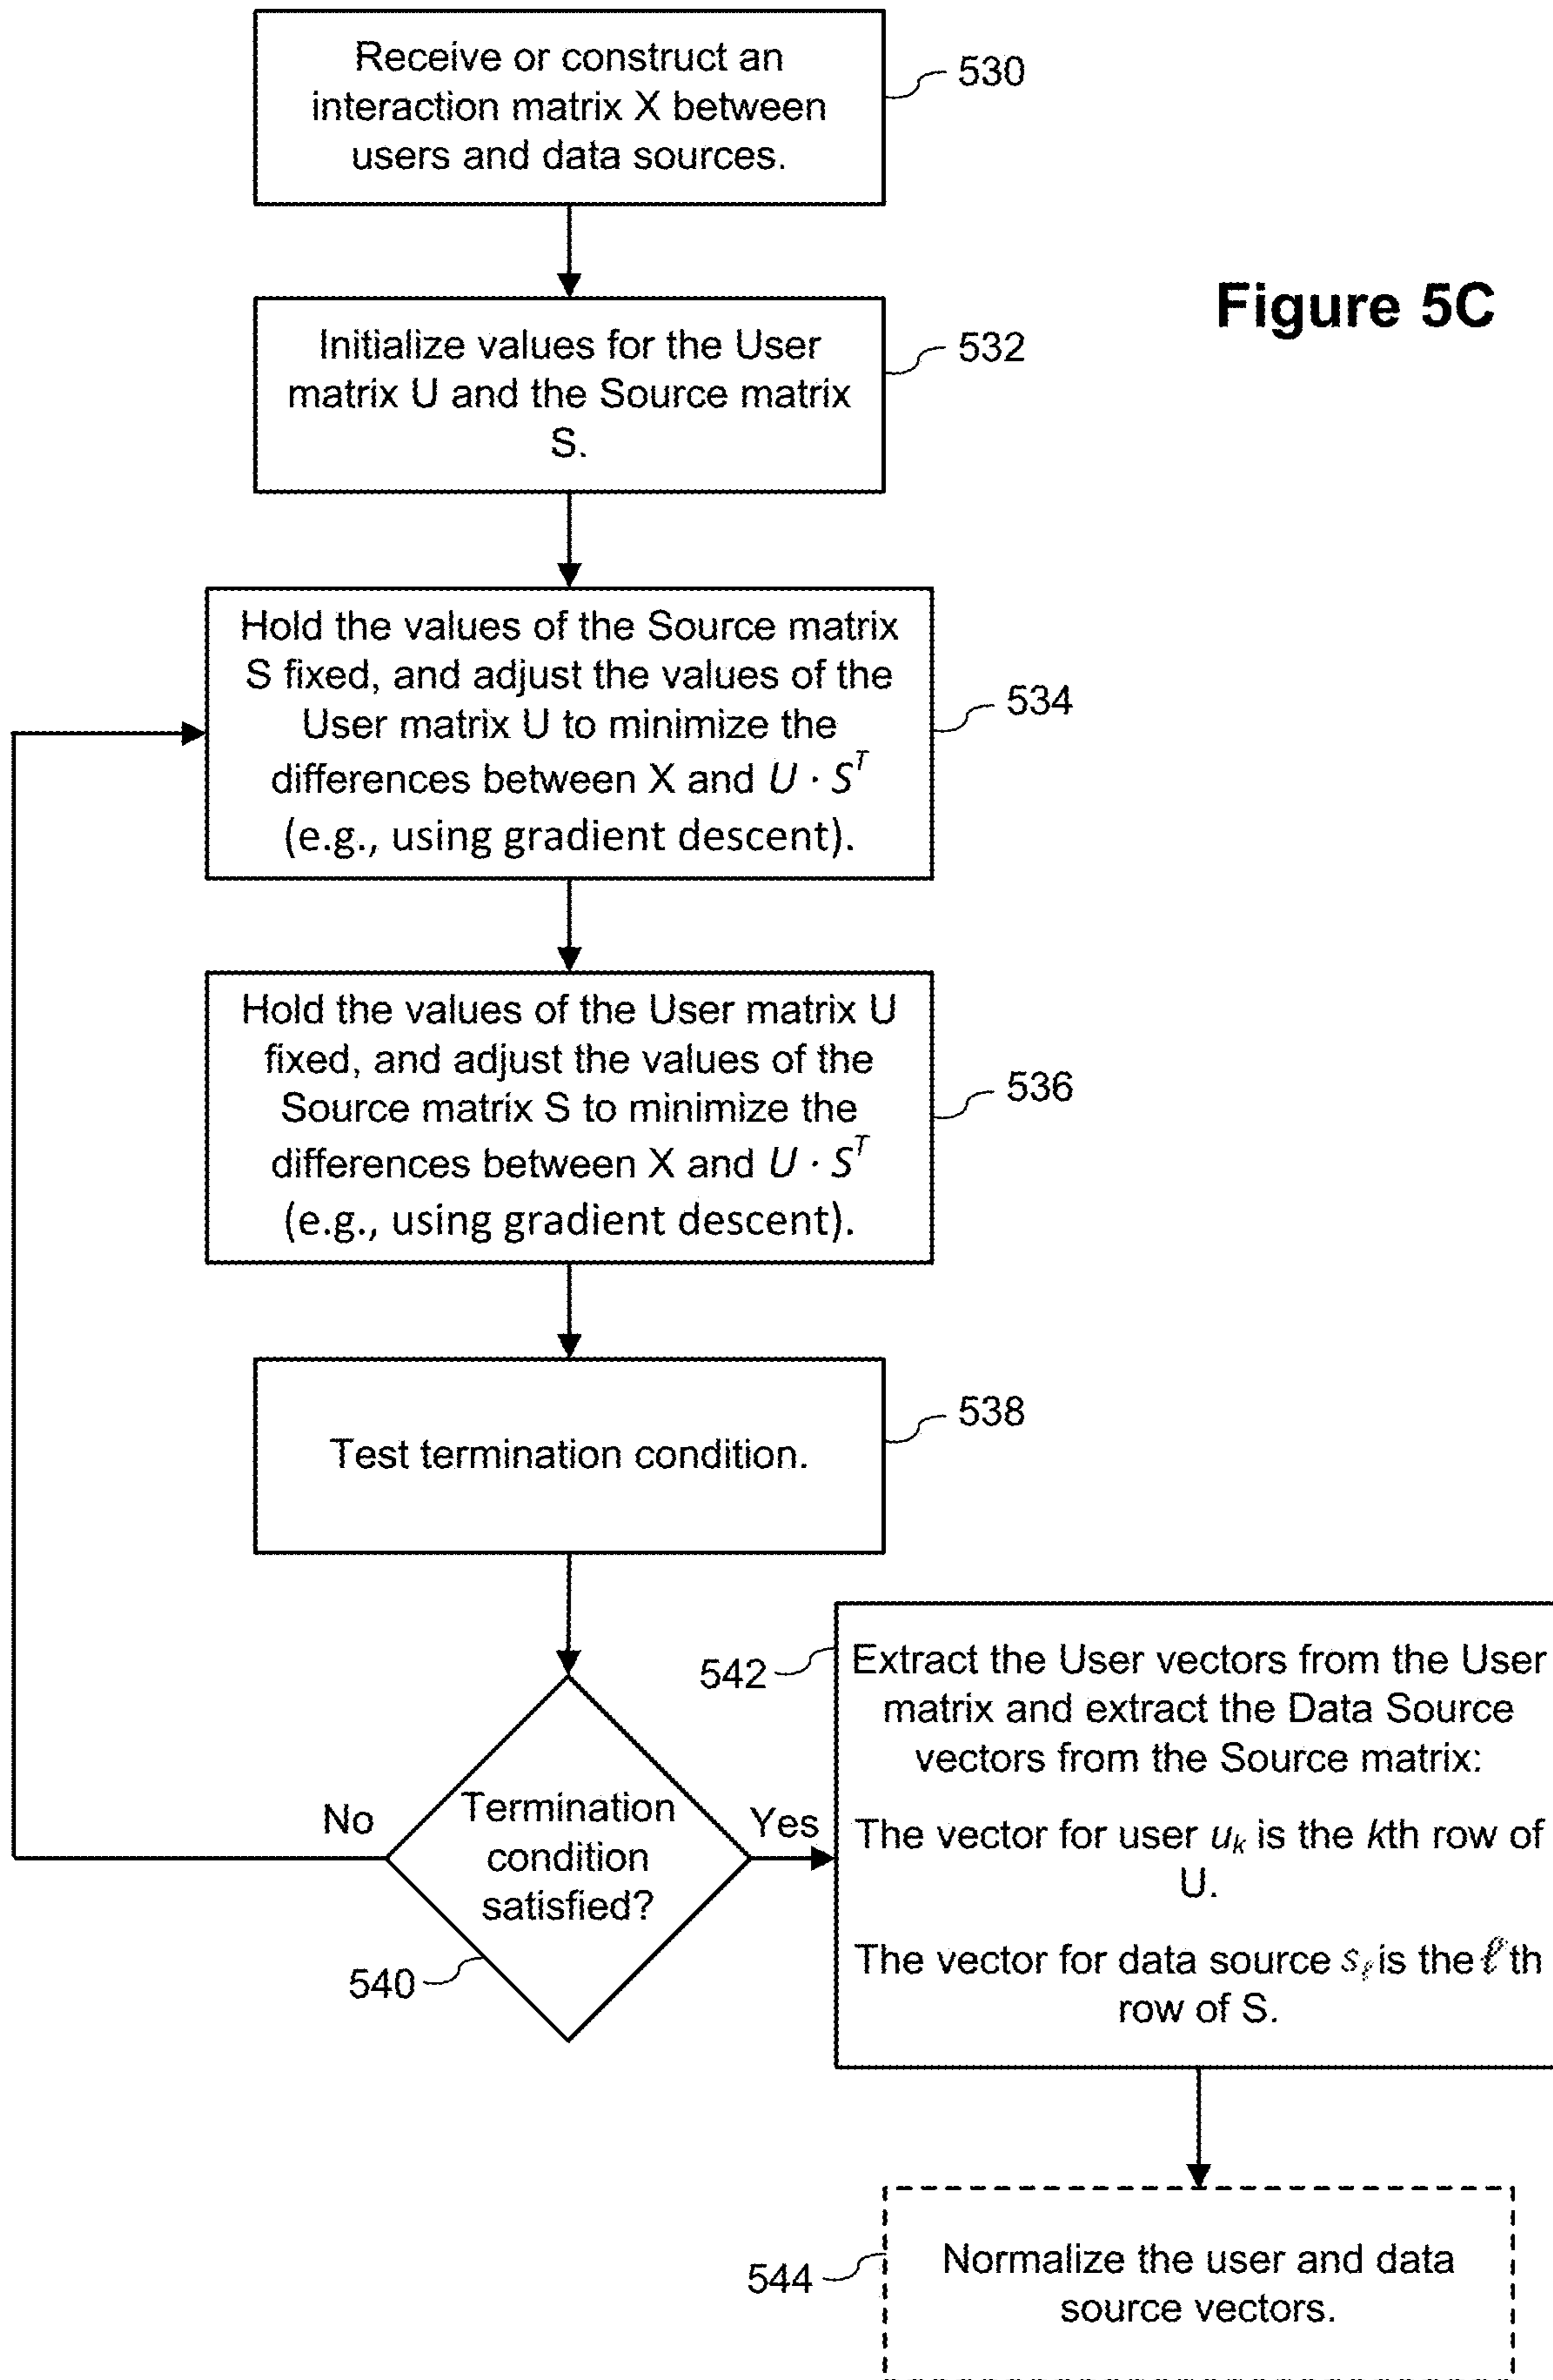 Receive or construct an
interaction matrix X between
users and data sources.
530
Figure 5C
Initialize values for the User
matrix U and the Source matrix
S.
532
Hold the values of the Source matrix
S fixed, and adjust the values of the
User matrix U to minimize the
differences between X and U · Sᵀ
(e.g., using gradient descent).
534
Hold the values of the User matrix U
fixed, and adjust the values of the
Source matrix S to minimize the
differences between X and U · Sᵀ
(e.g., using gradient descent).
536
Test termination condition.
538
Termination
condition
satisfied?
No
Yes
540
542
Extract the User vectors from the User
matrix and extract the Data Source
vectors from the Source matrix:
The vector for user uₖ is the kth row of
U.
The vector for data source s_ℓ is the ℓth
row of S.
544
Normalize the user and data
source vectors.